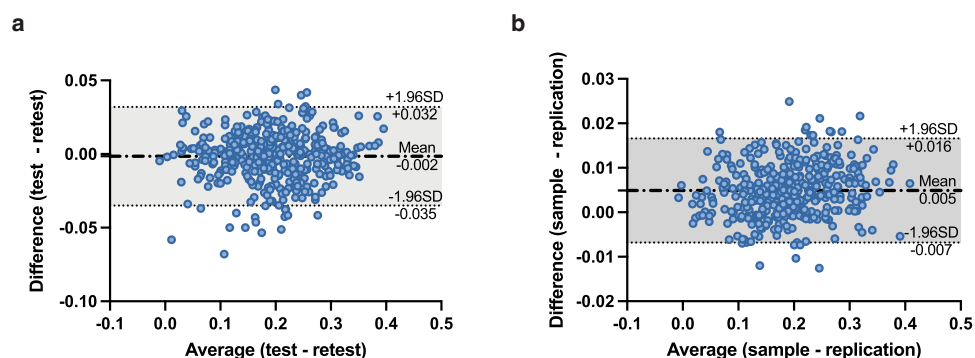 a
Difference (test - retest)
0.05
0.00
-0.05
-0.10
+1.96SD
+0.032
Mean
-0.002
-1.96SD
-0.035
-0.1
0.0
0.1
0.2
0.3
0.4
0.5
Average (test - retest)
b
Difference (sample - replication)
0.03
0.02
0.01
0.00
-0.01
-0.02
+1.96SD
+0.016
Mean
0.005
-1.96SD
-0.007
-0.1
0.0
0.1
0.2
0.3
0.4
0.5
Average (sample - replication)